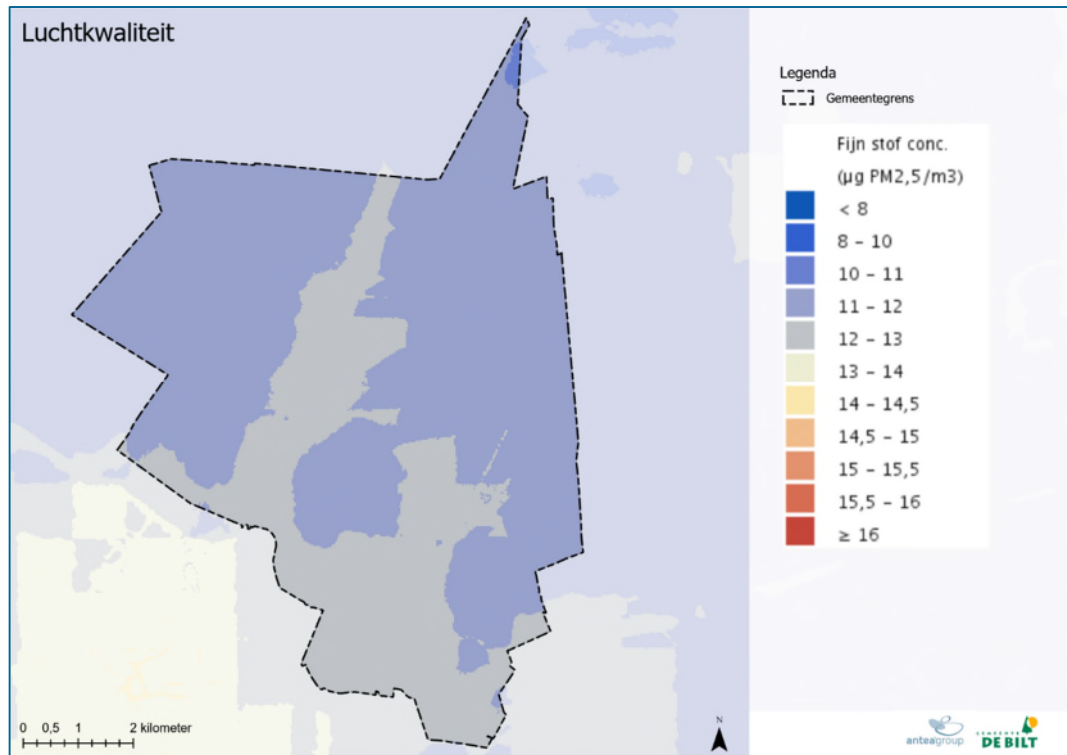 Luchtkwaliteit
Legenda
Gemeentegrens
Fijn stof conc.
(µg PM2,5/m3)
< 8
8 – 10
10 – 11
11 – 12
12 – 13
13 – 14
14 – 14,5
14,5 – 15
15 – 15,5
15,5 – 16
≥ 16
0 0,5 1 2 kilometer
N
anteagroup
GEMEENTE
DE BILT